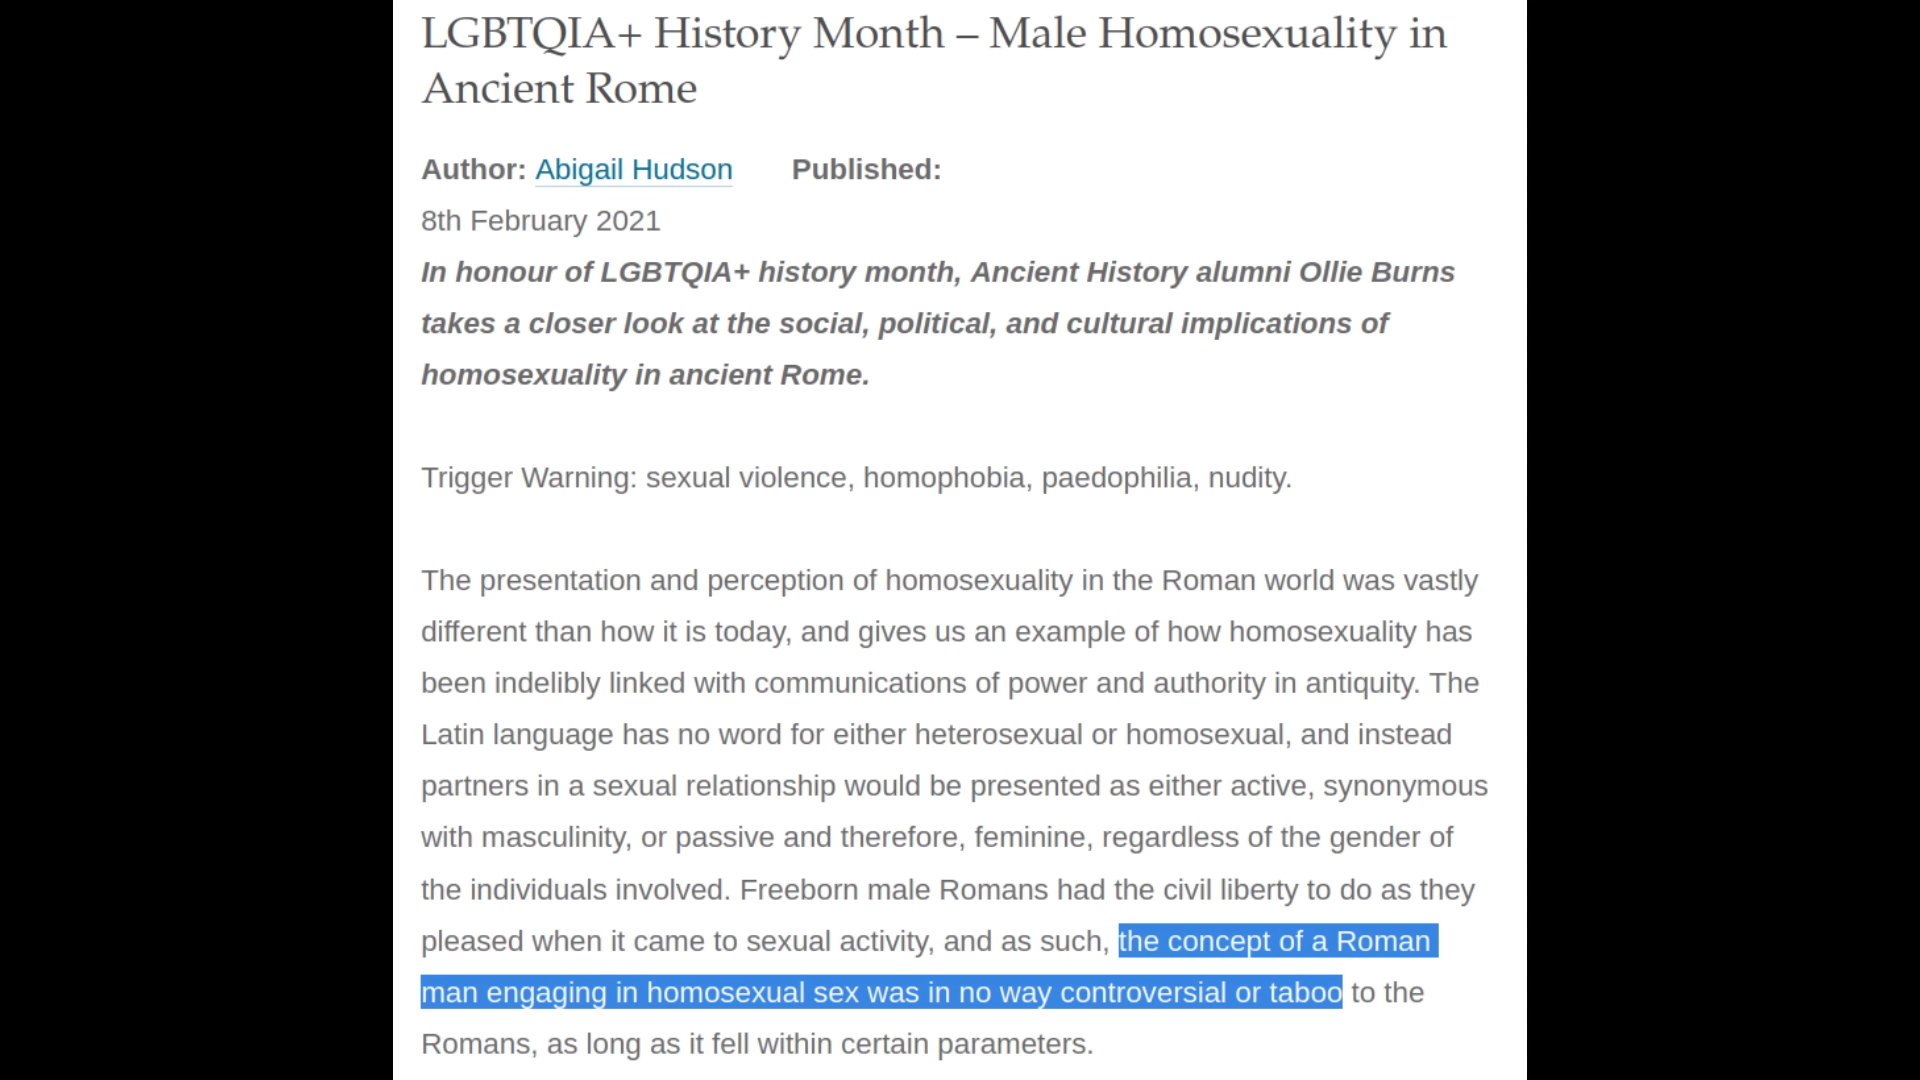 LGBTQIA+ History Month – Male Homosexuality in
Ancient Rome
Author: Abigail Hudson Published:
8th February 2021
In honour of LGBTQIA+ history month, Ancient History alumni Ollie Burns
takes a closer look at the social, political, and cultural implications of
homosexuality in ancient Rome.
Trigger Warning: sexual violence, homophobia, paedophilia, nudity.
The presentation and perception of homosexuality in the Roman world was vastly
different than how it is today, and gives us an example of how homosexuality has
been indelibly linked with communications of power and authority in antiquity. The
Latin language has no word for either heterosexual or homosexual, and instead
partners in a sexual relationship would be presented as either active, synonymous
with masculinity, or passive and therefore, feminine, regardless of the gender of
the individuals involved. Freeborn male Romans had the civil liberty to do as they
pleased when it came to sexual activity, and as such, the concept of a Roman
man engaging in homosexual sex was in no way controversial or taboo to the
Romans, as long as it fell within certain parameters.